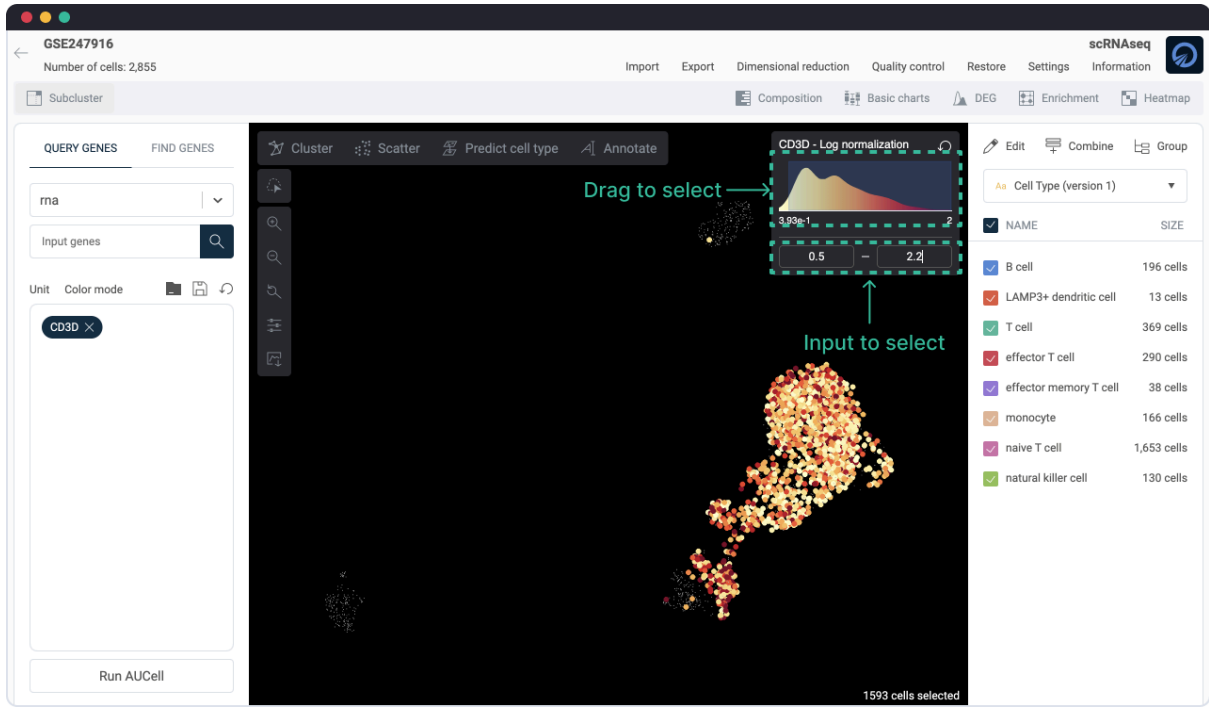 GSE247916
Number of cells: 2,855
scRNAseq
Import Export Dimensional reduction Quality control Restore Settings Information
Subcluster
Composition Basic charts DEG Enrichment Heatmap
QUERY GENES FIND GENES
rna
Input genes
Unit Color mode
CD3D
Run AUCell
Cluster Scatter Predict cell type Annotate
CD3D - Log normalization
Drag to select
3.93e-1 2
0.5 – 2.2
Input to select
1593 cells selected
Edit Combine Group
Aa Cell Type (version 1)
NAME SIZE
B cell 196 cells
LAMP3+ dendritic cell 13 cells
T cell 369 cells
effector T cell 290 cells
effector memory T cell 38 cells
monocyte 166 cells
naive T cell 1,653 cells
natural killer cell 130 cells